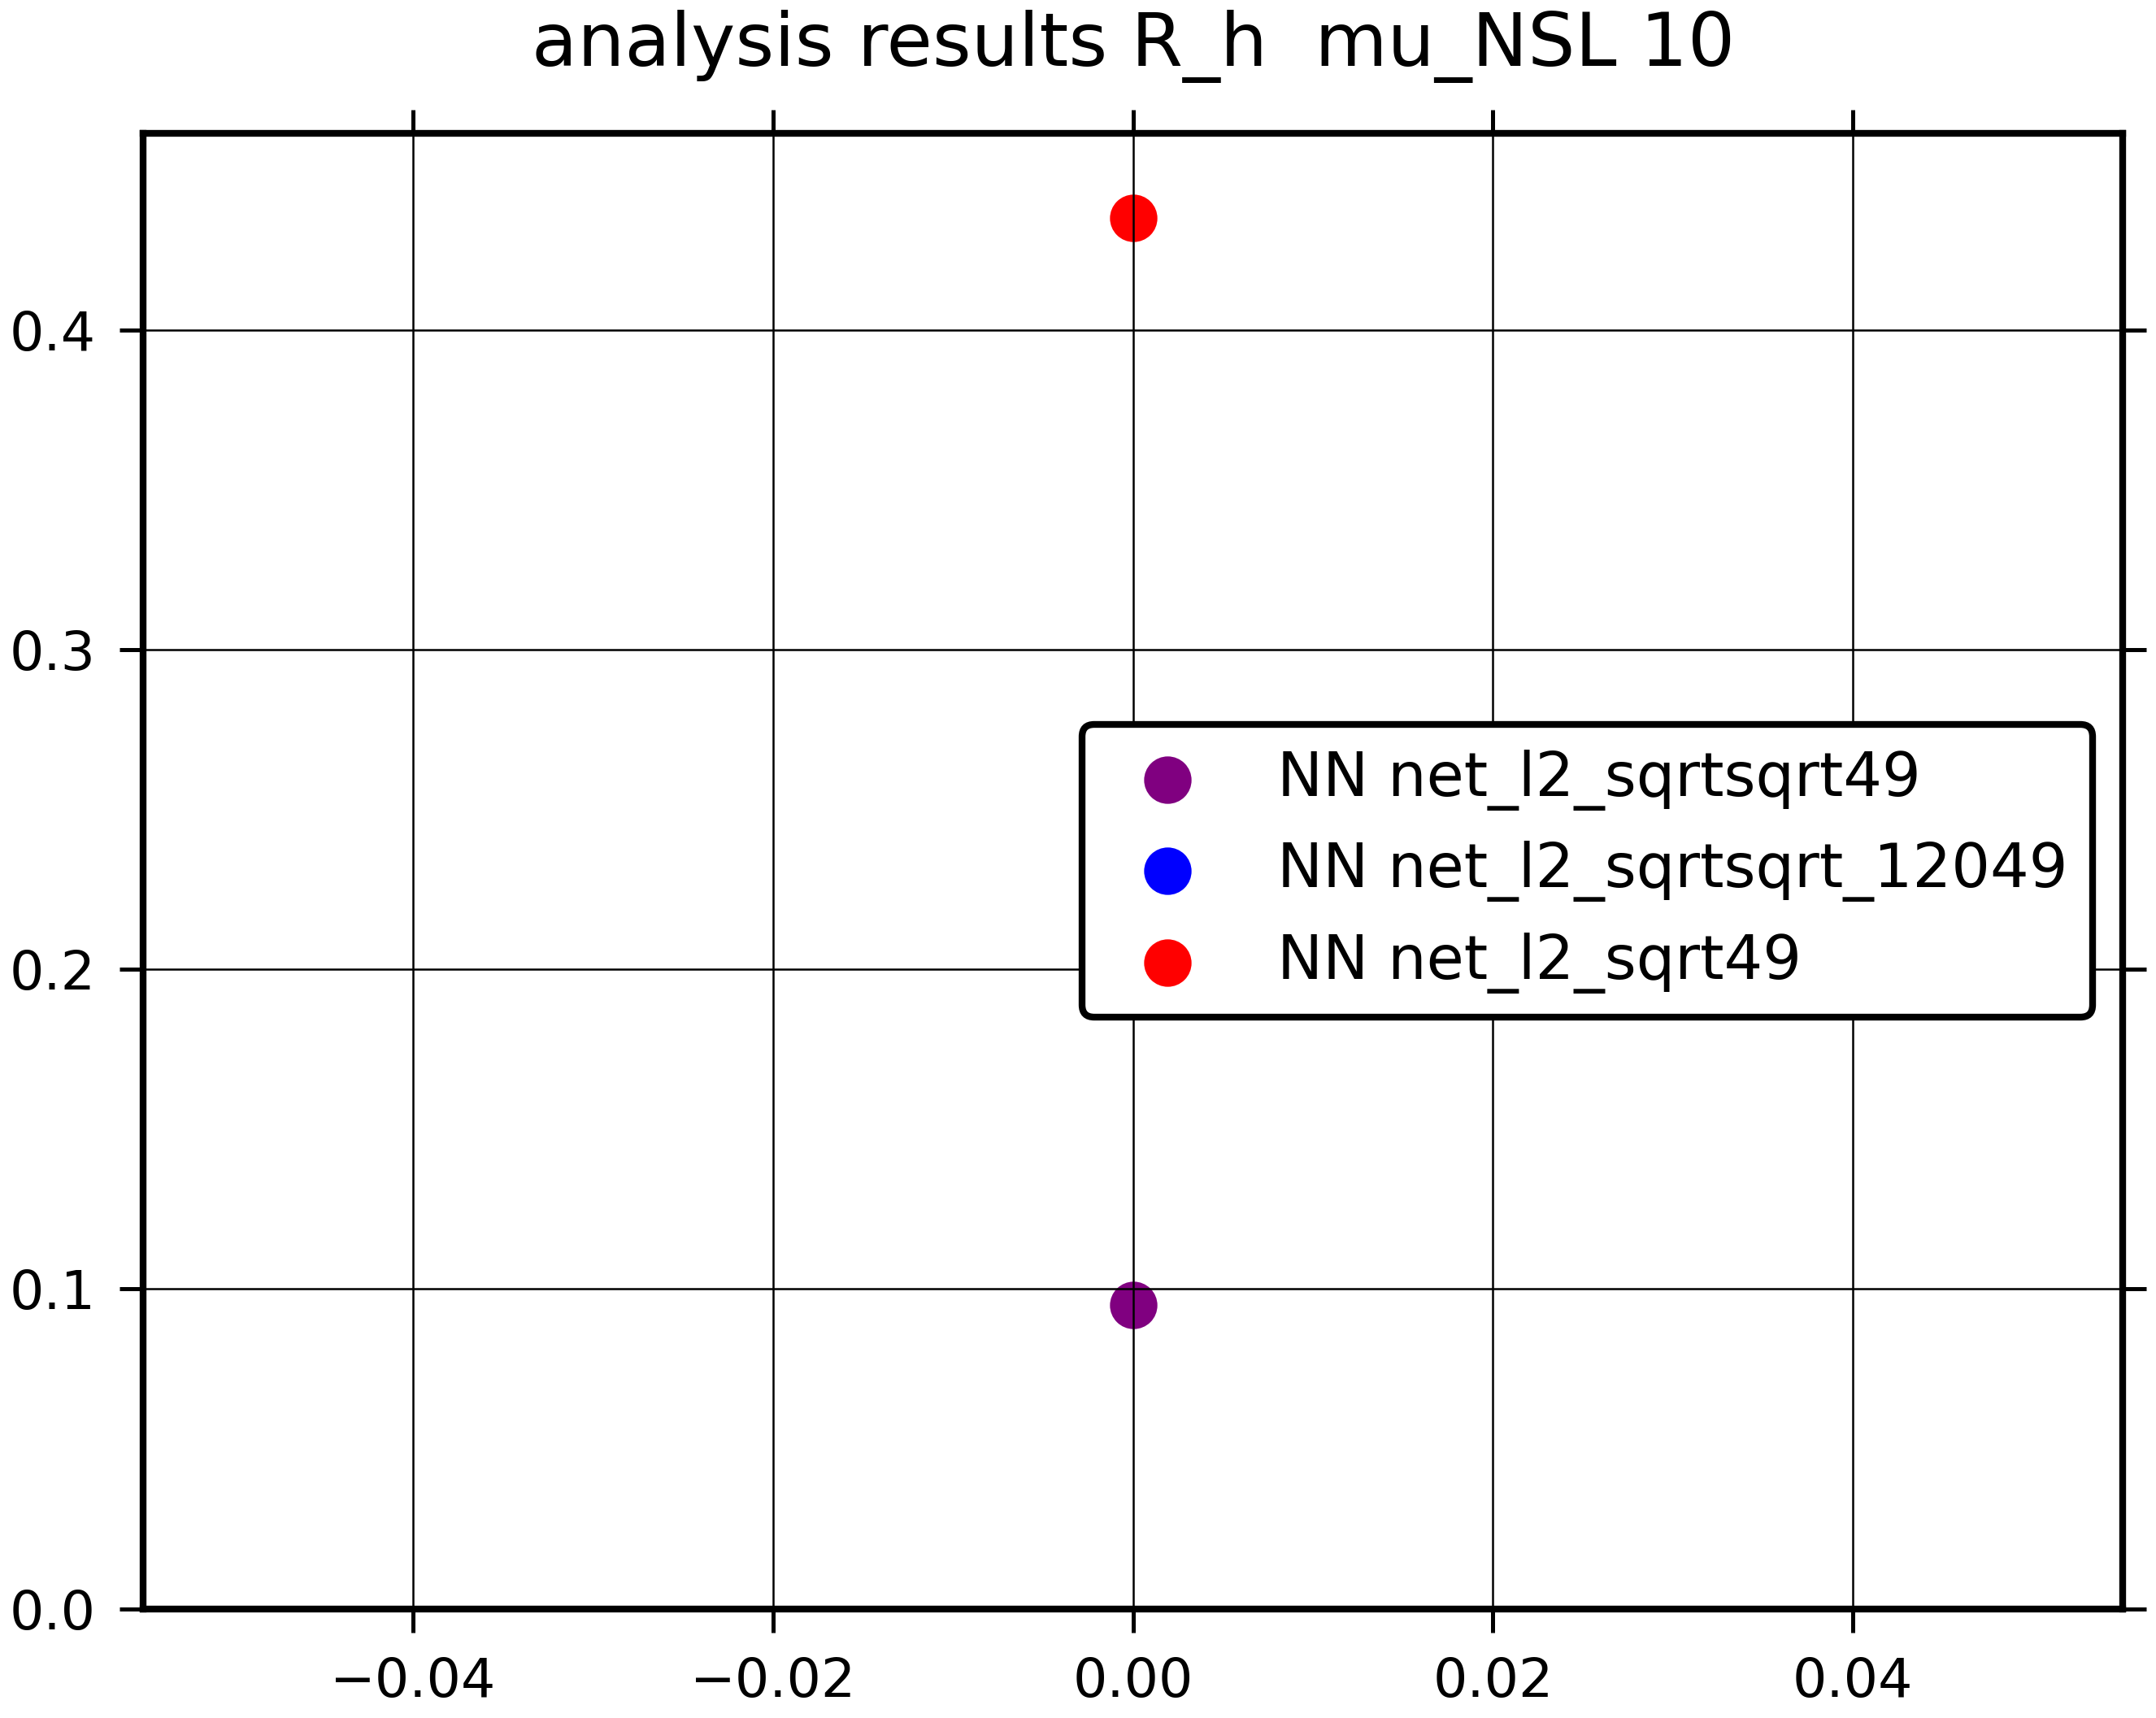 analysis results R_h  mu_NSL 10
0.4
0.3
0.2
0.1
0.0
NN net_l2_sqrtsqrt49
NN net_l2_sqrtsqrt_12049
NN net_l2_sqrt49
−0.04 −0.02 0.00 0.02 0.04